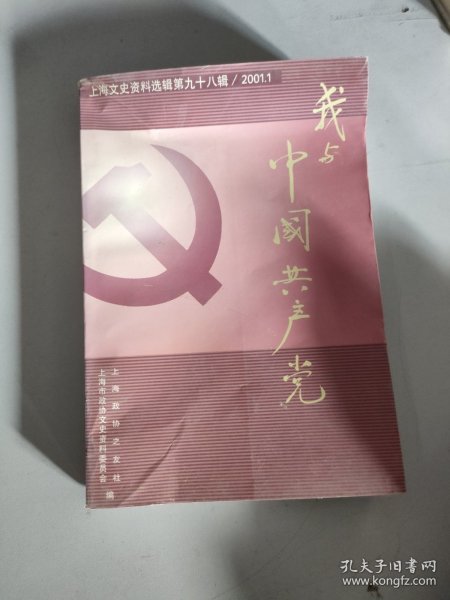 上海文史资料选辑第九十八辑/2001.1
我与
中國共产党
上海政协之友社
上海市政协文史资料委员会
编
孔夫子旧书网
www.kongfz.com